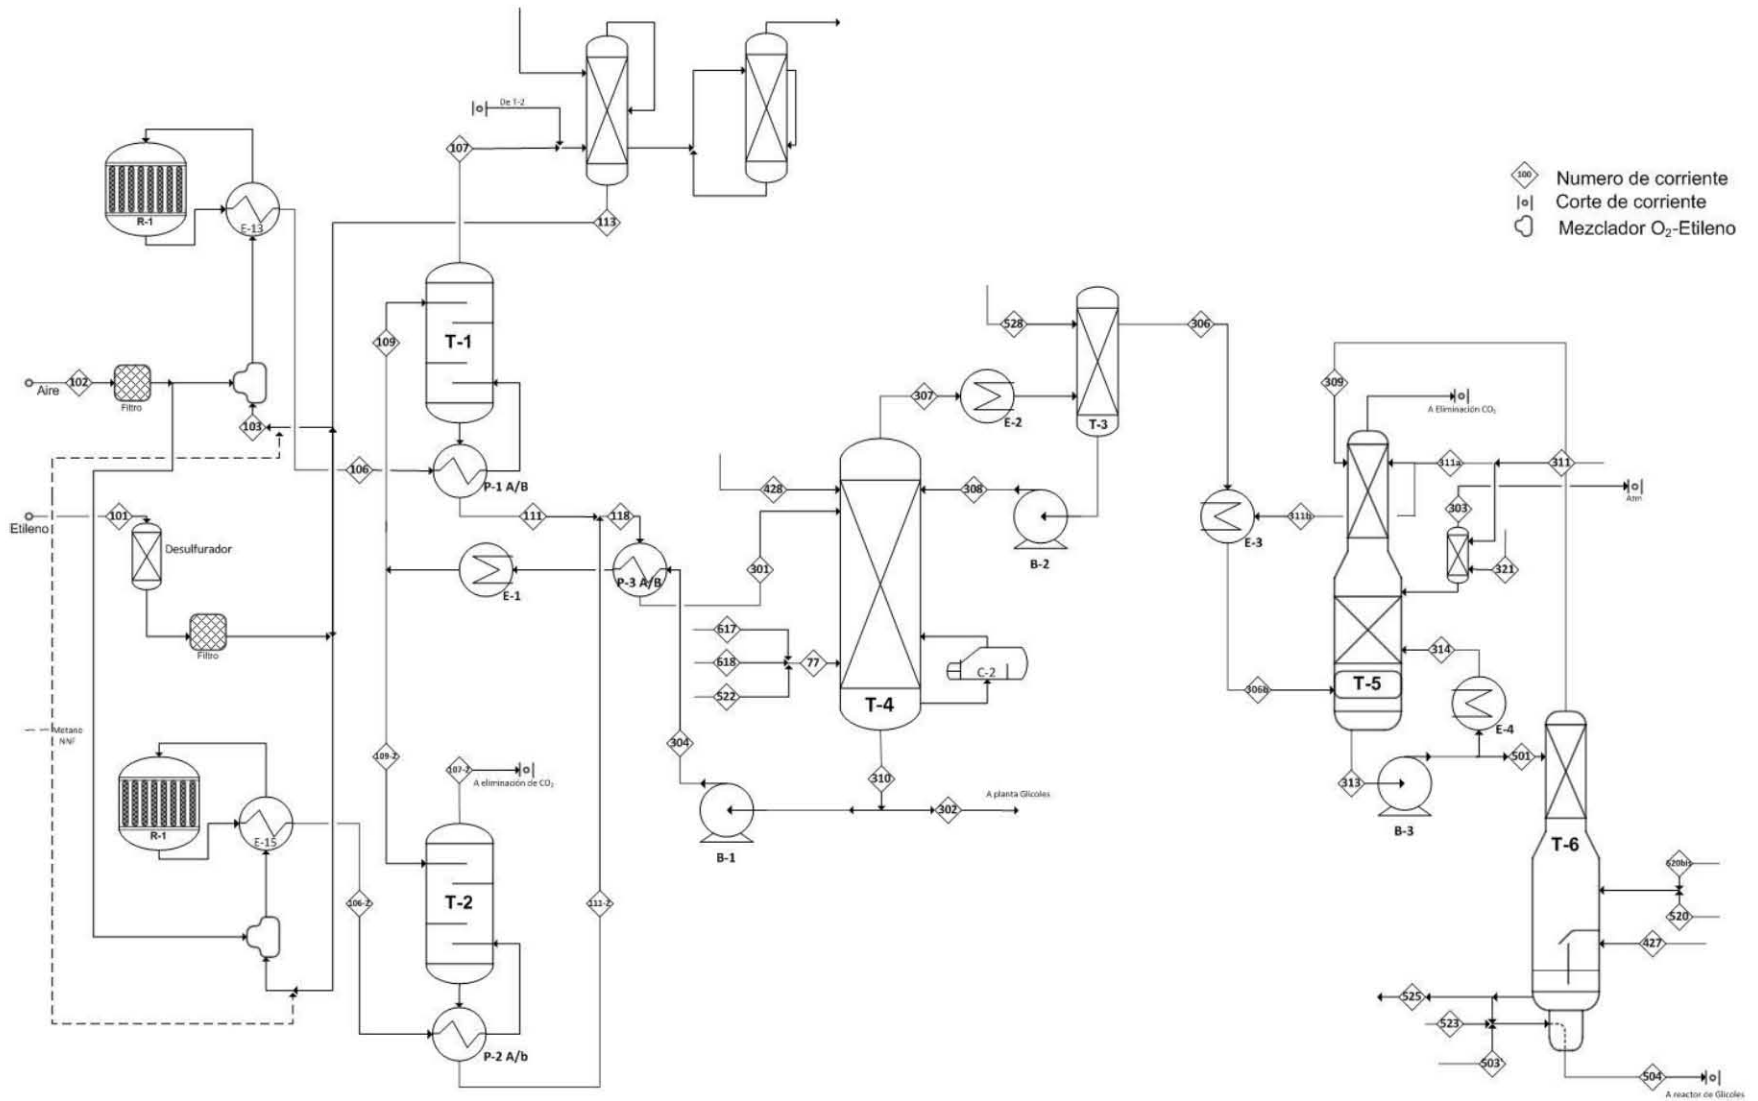 De T-2
107
R-1
E-13
113
100
Numero de corriente
Corte de corriente
Mezclador O₂-Etileno
T-1
109
528
306
Aire
102
Filtro
103
307
E-2
T-3
309
A Eliminación CO₂
106
P-1 A/B
428
308
311a
311
Atm
Etileno
101
111
118
B-2
E-3
311b
303
Desulfurador
E-1
P-3 A/B
301
321
Filtro
617
618
77
522
C-2
T-4
314
T-5
306b
E-4
Metano
NNF
304
109-Z
107-Z
A eliminación de CO₂
310
313
501
R-1
E-15
302
A planta Glicoles
B-1
B-3
T-6
106-Z
T-2
111-Z
520bis
520
427
525
523
503'
P-2 A/b
504
A reactor de Glicoles